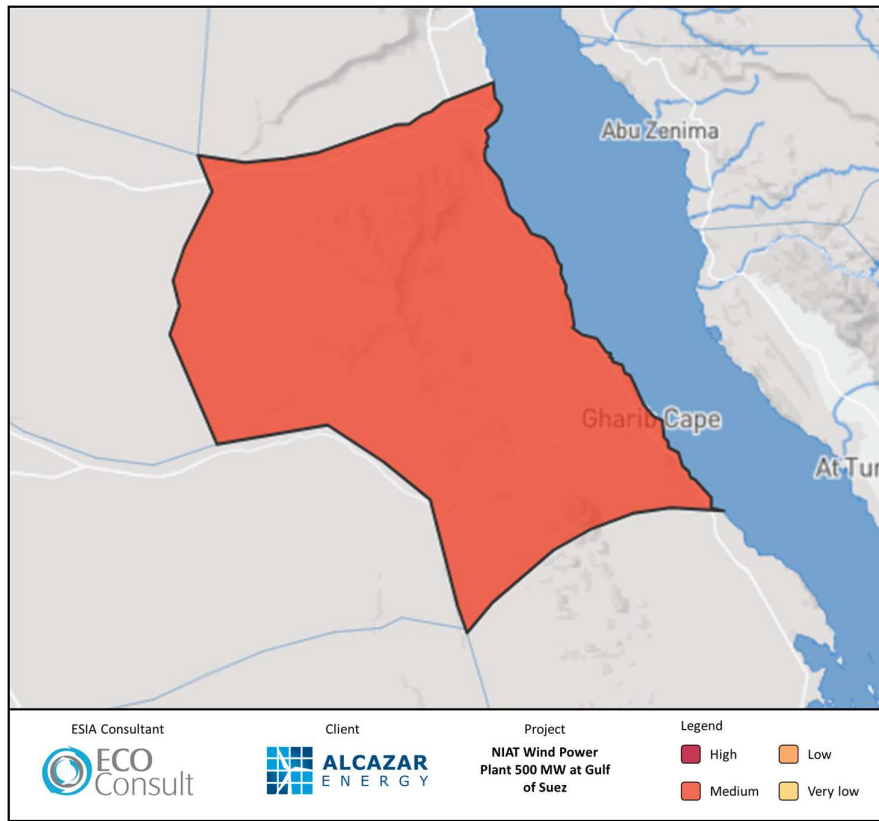 Abu Zenima
Gharib Cape
At Tur
ESIA Consultant
ECO
Consult
Client
ALCAZAR
ENERGY
Project
NIAT Wind Power
Plant 500 MW at Gulf
of Suez
Legend
High
Low
Medium
Very low